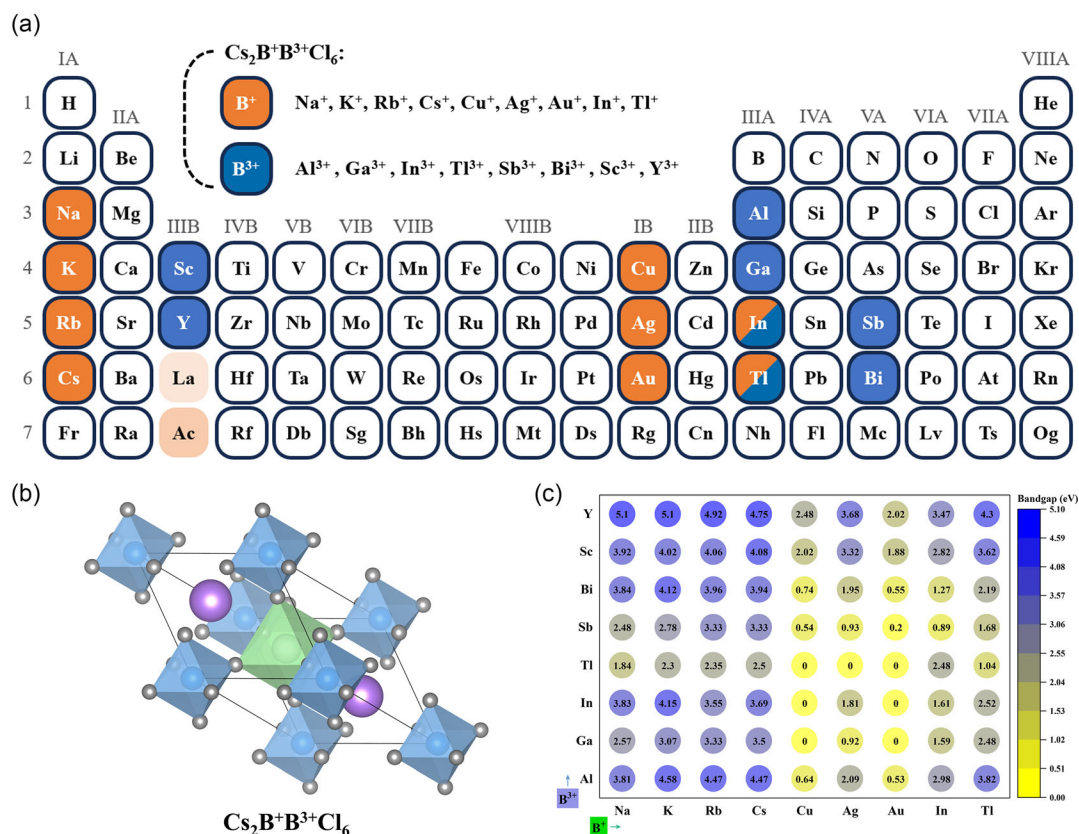 (a)
IA
Cs2B+B3+Cl6:
VIIIA
1 H B+ Na+, K+, Rb+, Cs+, Cu+, Ag+, Au+, In+, Tl+ He
IIA IIIA IVA VA VIA VIIA
2 Li Be B3+ Al3+, Ga3+, In3+, Tl3+, Sb3+, Bi3+, Sc3+, Y3+ B C N O F Ne
3 Na Mg Al Si P S Cl Ar
IIIB IVB VB VIB VIIB VIIIB IB IIB
4 K Ca Sc Ti V Cr Mn Fe Co Ni Cu Zn Ga Ge As Se Br Kr
5 Rb Sr Y Zr Nb Mo Tc Ru Rh Pd Ag Cd In Sn Sb Te I Xe
6 Cs Ba La Hf Ta W Re Os Ir Pt Au Hg Tl Pb Bi Po At Rn
7 Fr Ra Ac Rf Db Sg Bh Hs Mt Ds Rg Cn Nh Fl Mc Lv Ts Og
(b)
Cs2B+B3+Cl6
(c)
Bandgap (eV)
Y 5.1 5.1 4.92 4.75 2.48 3.68 2.02 3.47 4.3
Sc 3.92 4.02 4.06 4.08 2.02 3.32 1.88 2.82 3.62
Bi 3.84 4.12 3.96 3.94 0.74 1.95 0.55 1.27 2.19
Sb 2.48 2.78 3.33 3.33 0.54 0.93 0.2 0.89 1.68
Tl 1.84 2.3 2.35 2.5 0 0 0 2.48 1.04
In 3.83 4.15 3.55 3.69 0 1.81 0 1.61 2.52
Ga 2.57 3.07 3.33 3.5 0 0.92 0 1.59 2.48
Al 3.81 4.58 4.47 4.47 0.64 2.09 0.53 2.98 3.82
B3+ ↑
Na K Rb Cs Cu Ag Au In Tl
B+ →
5.10
4.59
4.08
3.57
3.06
2.55
2.04
1.53
1.02
0.51
0.00